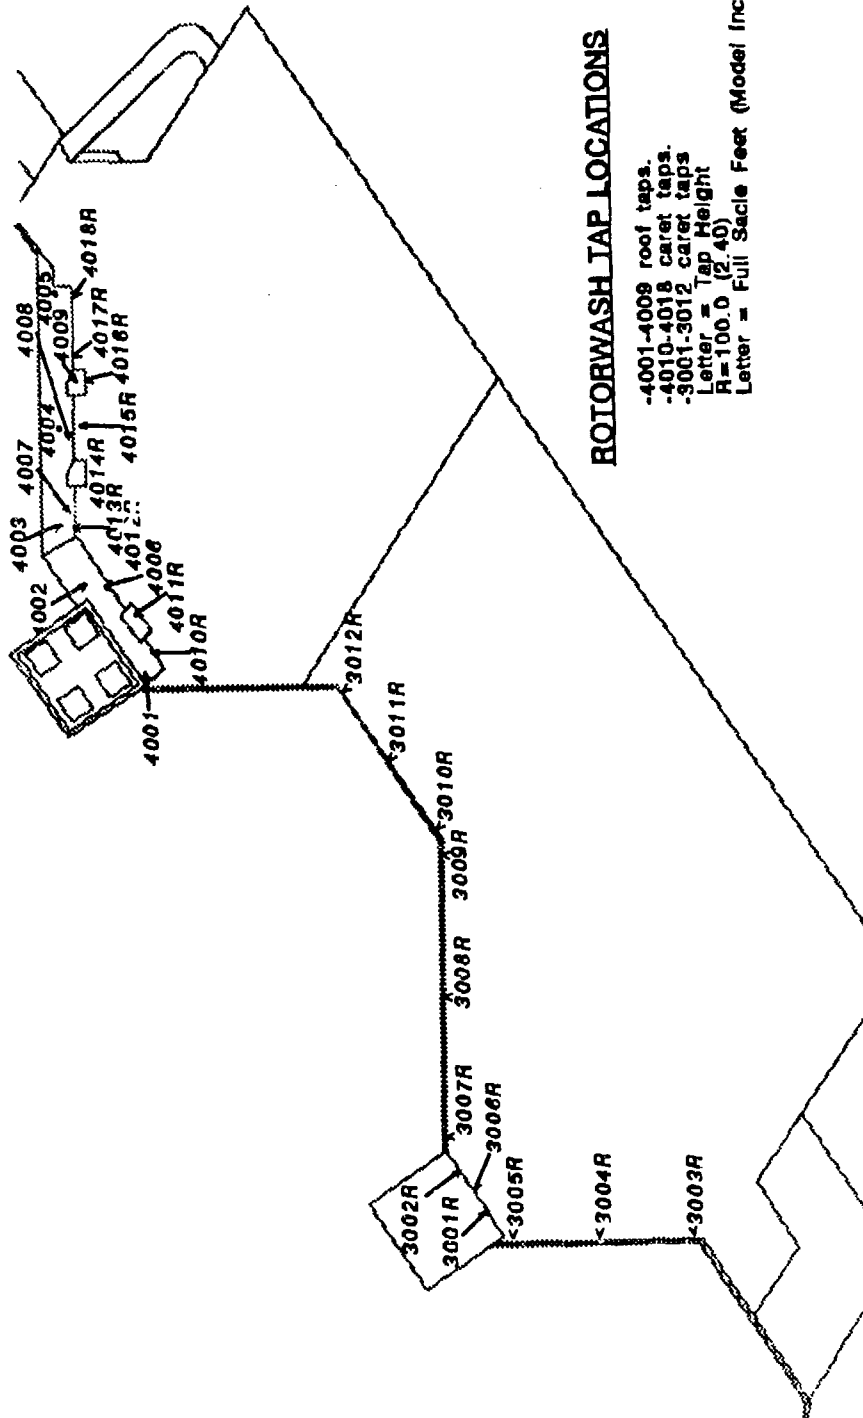 ROTORWASH TAP LOCATIONS
-4001-4009 roof taps.
-4010-4018 caret taps.
-3001-3012 caret taps
Letter = Tap Height
R=100.0 (2.40)
Letter = Full Sacle Feet (Model Inc
4001
4002
4003
4007
4004
4008
4005
4009
4018R
4017R
4016R
4015R
4014R
4013R
4006
4011R
4010R
3012R
3011R
3010R
3009R
3008R
3007R
3006R
3002R
3001R
3005R
<3004R
<3003R